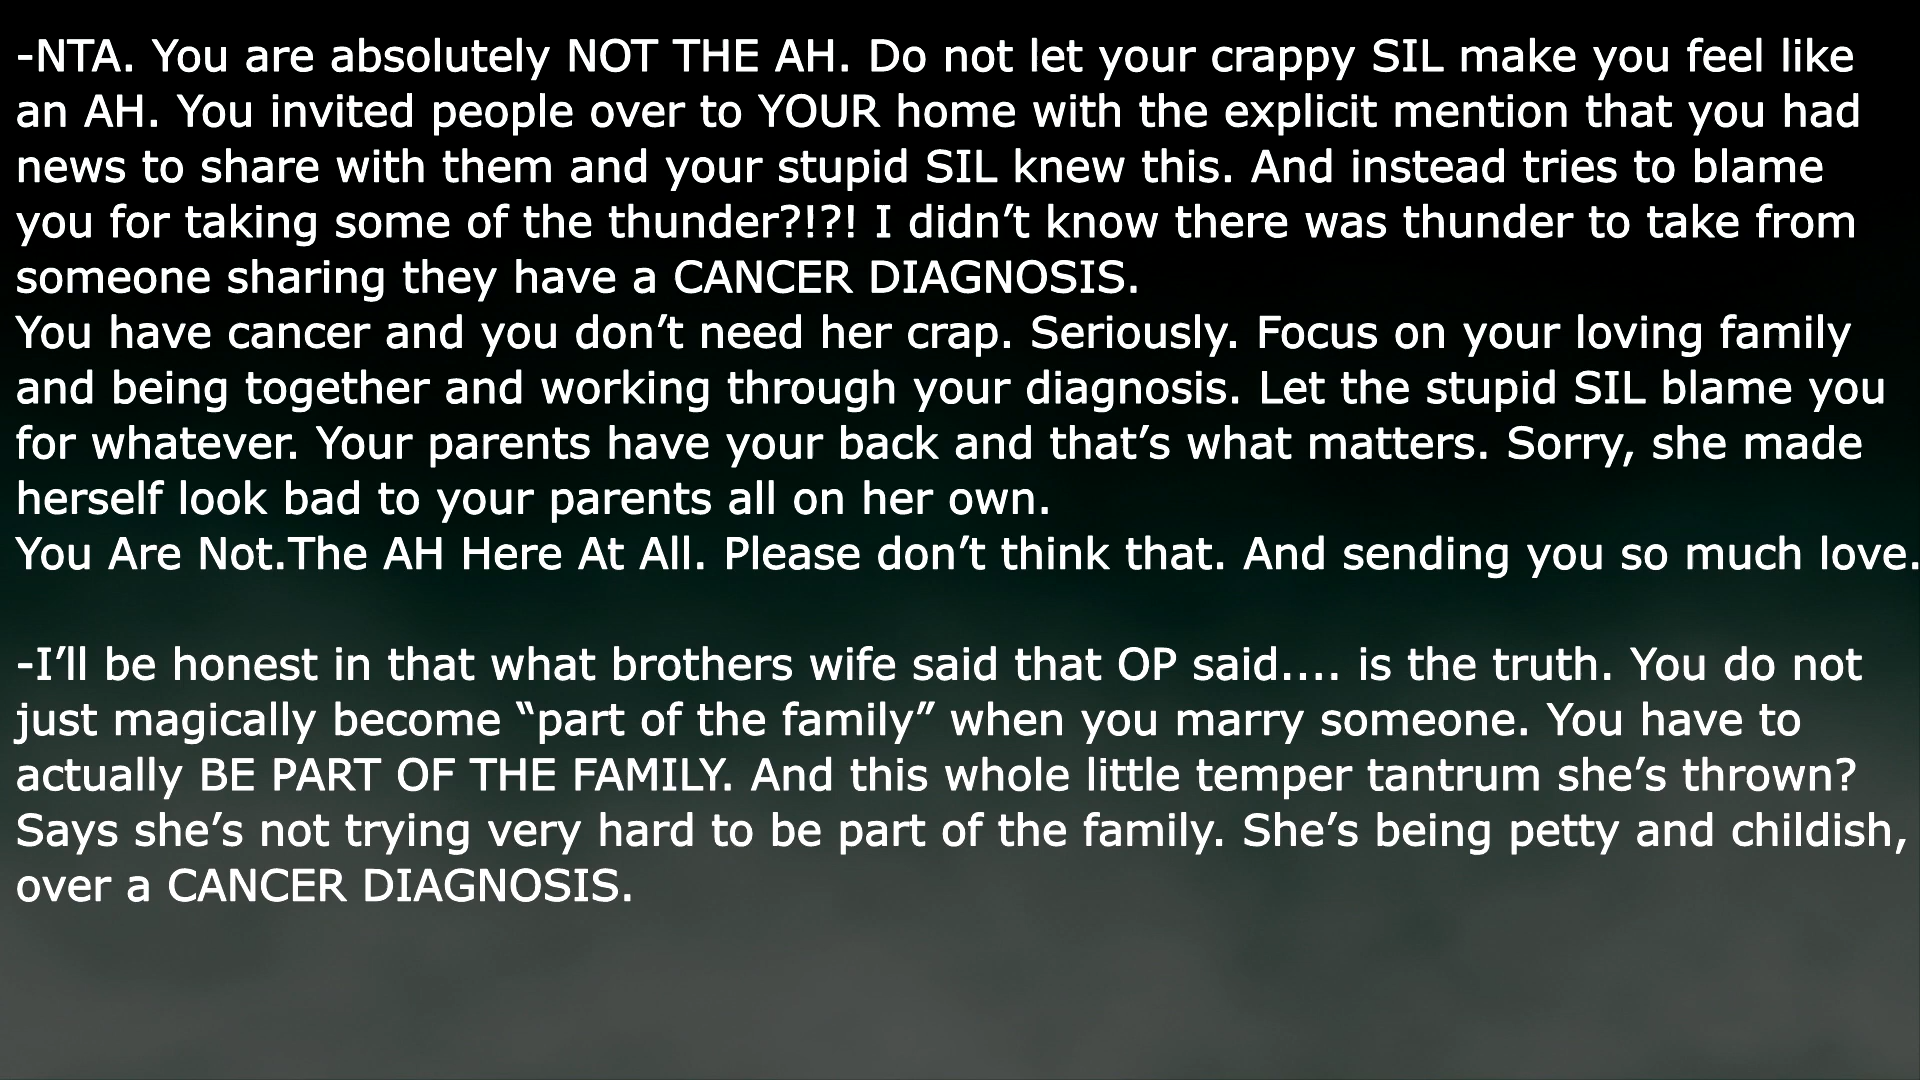 -NTA. You are absolutely NOT THE AH. Do not let your crappy SIL make you feel like
an AH. You invited people over to YOUR home with the explicit mention that you had
news to share with them and your stupid SIL knew this. And instead tries to blame
you for taking some of the thunder?!?! I didn’t know there was thunder to take from
someone sharing they have a CANCER DIAGNOSIS.
You have cancer and you don’t need her crap. Seriously. Focus on your loving family
and being together and working through your diagnosis. Let the stupid SIL blame you
for whatever. Your parents have your back and that’s what matters. Sorry, she made
herself look bad to your parents all on her own.
You Are Not.The AH Here At All. Please don’t think that. And sending you so much love.
-I’ll be honest in that what brothers wife said that OP said.... is the truth. You do not
just magically become “part of the family” when you marry someone. You have to
actually BE PART OF THE FAMILY. And this whole little temper tantrum she’s thrown?
Says she’s not trying very hard to be part of the family. She’s being petty and childish,
over a CANCER DIAGNOSIS.